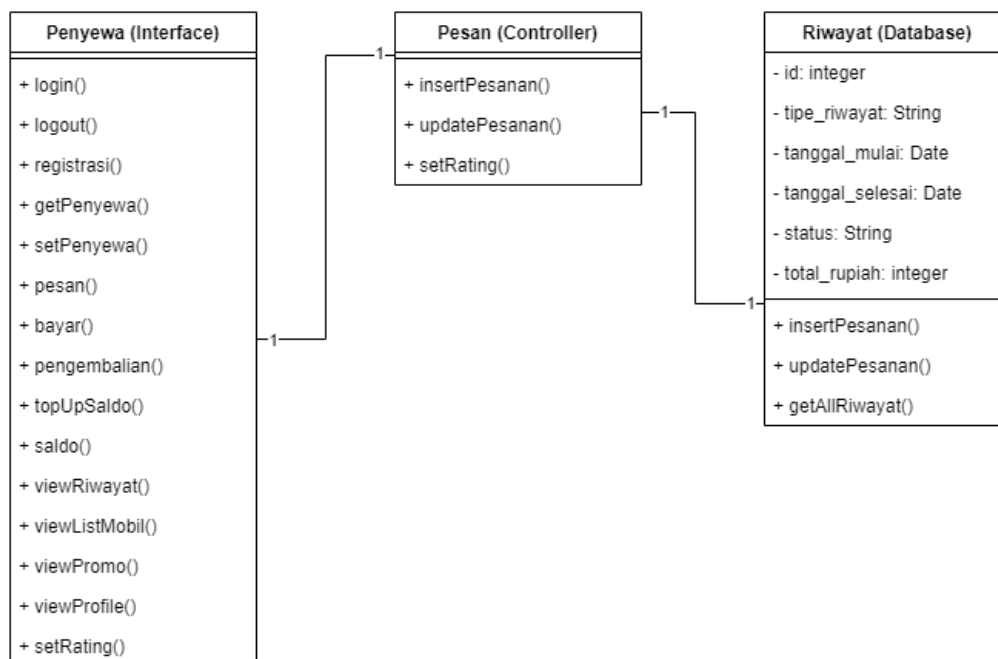 Penyewa (Interface)
+ login()
+ logout()
+ registrasi()
+ getPenyewa()
+ setPenyewa()
+ pesan()
+ bayar()
+ pengembalian()
+ topUpSaldo()
+ saldo()
+ viewRiwayat()
+ viewListMobil()
+ viewPromo()
+ viewProfile()
+ setRating()
1
1
Pesan (Controller)
+ insertPesanan()
+ updatePesanan()
+ setRating()
1
1
Riwayat (Database)
- id: integer
- tipe_riwayat: String
- tanggal_mulai: Date
- tanggal_selesai: Date
- status: String
- total_rupiah: integer
+ insertPesanan()
+ updatePesanan()
+ getAllRiwayat()